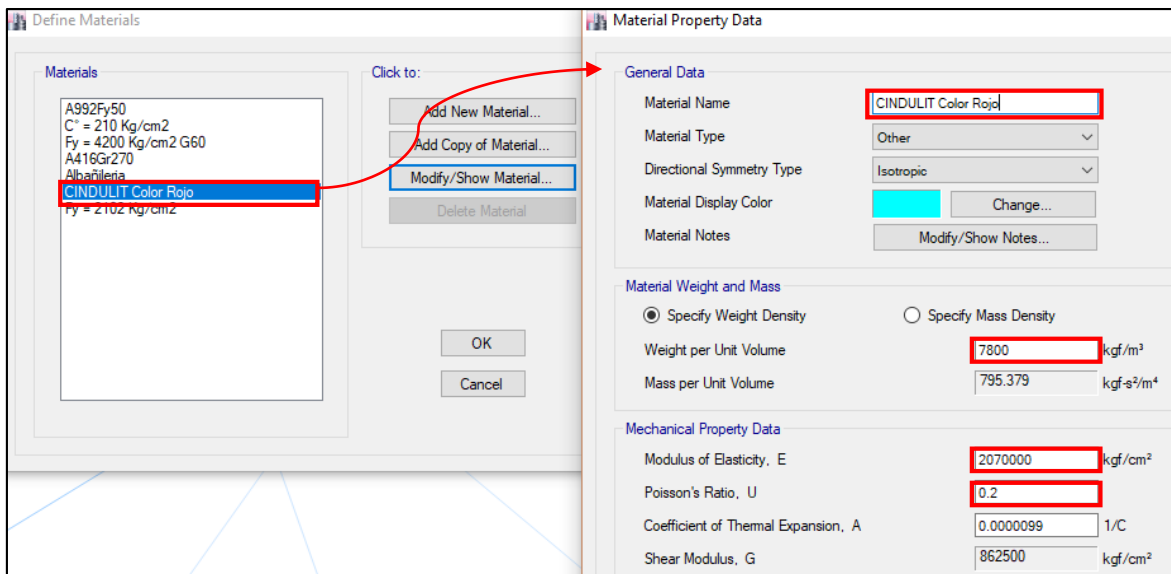 Define Materials
Materials
A992Fy50
C° = 210 Kg/cm2
Fy = 4200 Kg/cm2 G60
A416Gr270
Albañileria
CINDULIT Color Rojo
Fy = 2102 Kg/cm2
Click to:
Add New Material...
Add Copy of Material...
Modify/Show Material...
Delete Material
OK
Cancel
Material Property Data
General Data
Material Name CINDULIT Color Rojo
Material Type Other
Directional Symmetry Type Isotropic
Material Display Color Change...
Material Notes Modify/Show Notes...
Material Weight and Mass
Specify Weight Density Specify Mass Density
Weight per Unit Volume 7800 kgf/m³
Mass per Unit Volume 795.379 kgf-s²/m⁴
Mechanical Property Data
Modulus of Elasticity, E 2070000 kgf/cm²
Poisson's Ratio, U 0.2
Coefficient of Thermal Expansion, A 0.0000099 1/C
Shear Modulus, G 862500 kgf/cm²